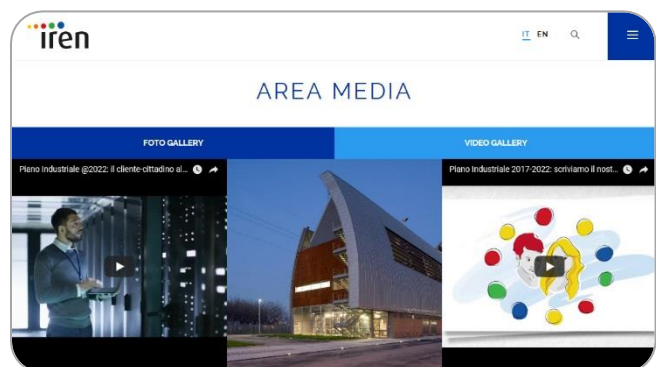 iren
IT EN
AREA MEDIA
FOTO GALLERY
VIDEO GALLERY
Piano Industriale @2022: il cliente-cittadino al...
Piano Industriale 2017-2022: scriviamo il nost...